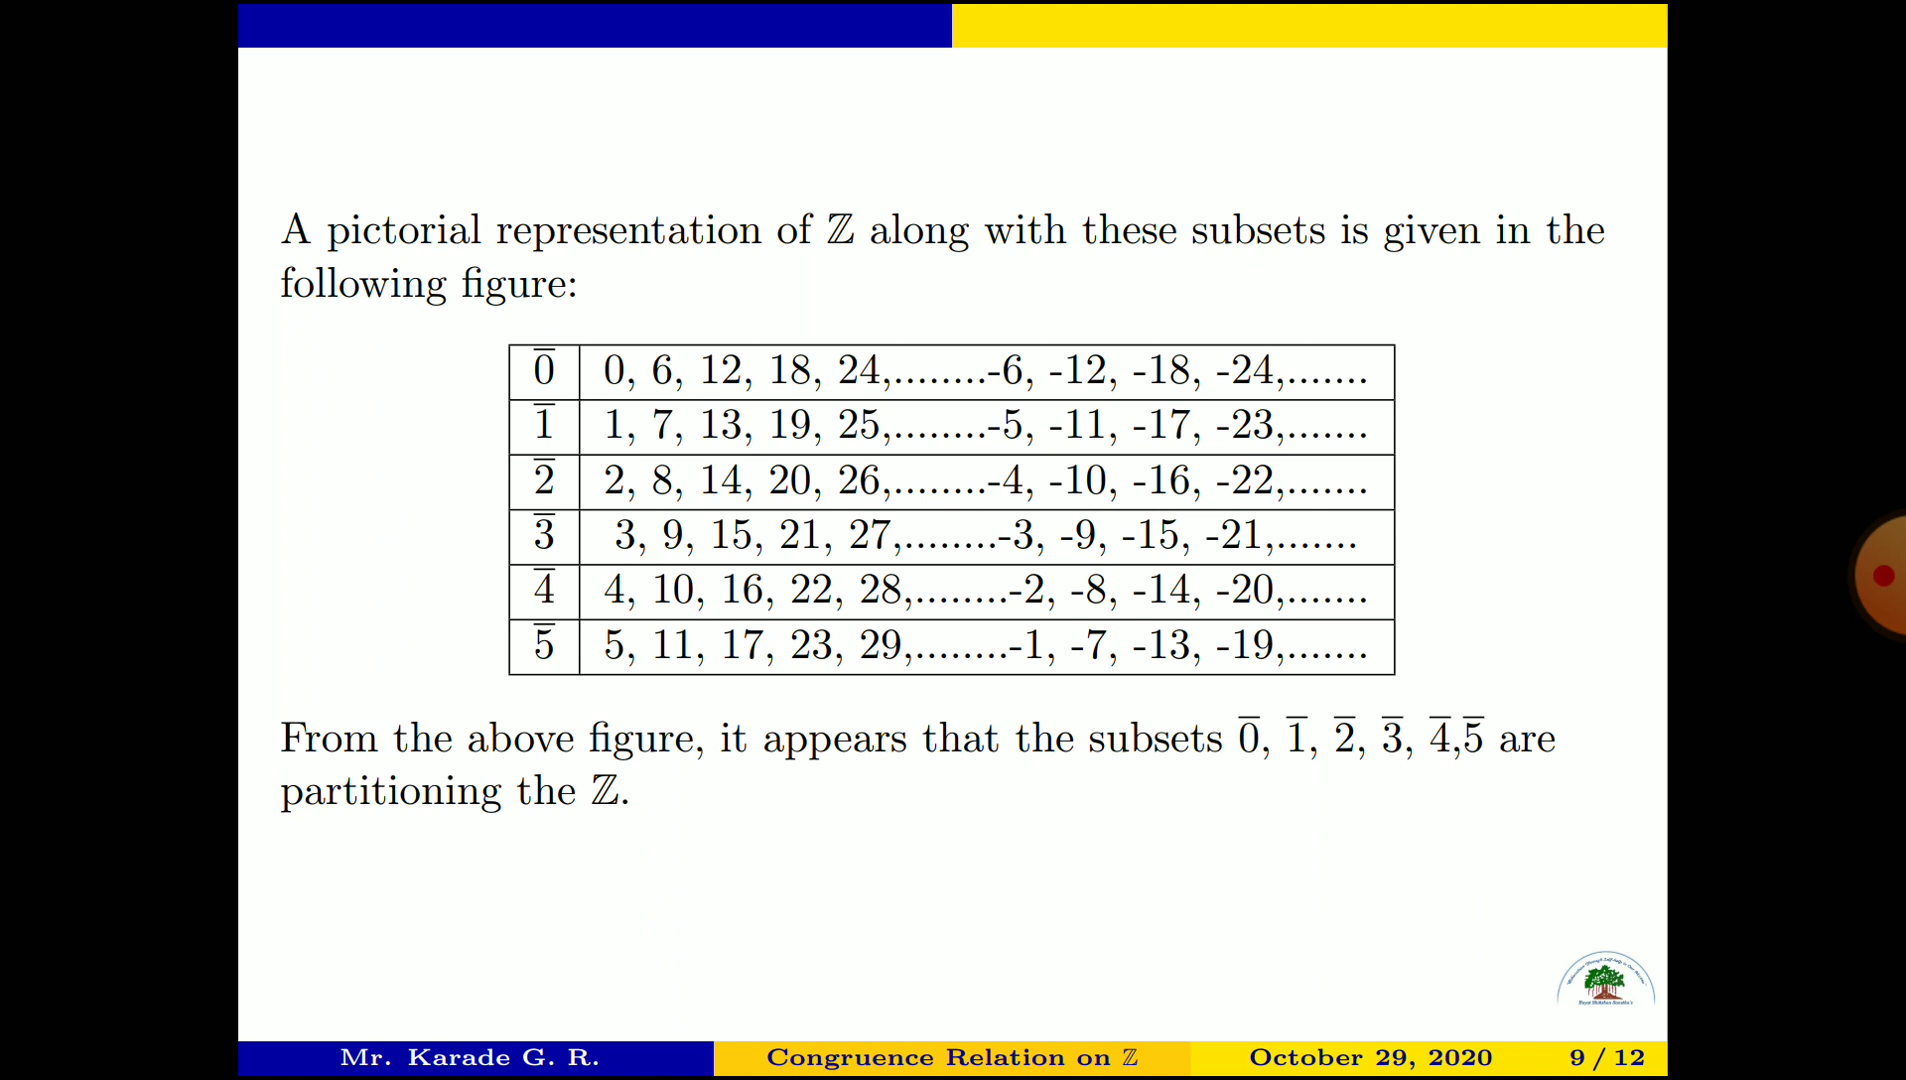 A pictorial representation of ℤ along with these subsets is given in the
following figure:
0̅ 0, 6, 12, 18, 24,........-6, -12, -18, -24,.......
1̅ 1, 7, 13, 19, 25,........-5, -11, -17, -23,.......
2̅ 2, 8, 14, 20, 26,........-4, -10, -16, -22,.......
3̅ 3, 9, 15, 21, 27,........-3, -9, -15, -21,.......
4̅ 4, 10, 16, 22, 28,........-2, -8, -14, -20,.......
5̅ 5, 11, 17, 23, 29,........-1, -7, -13, -19,.......
From the above figure, it appears that the subsets 0̅, 1̅, 2̅, 3̅, 4̅,5̅ are
partitioning the ℤ.
Mr. Karade G. R. Congruence Relation on ℤ October 29, 2020 9 / 12